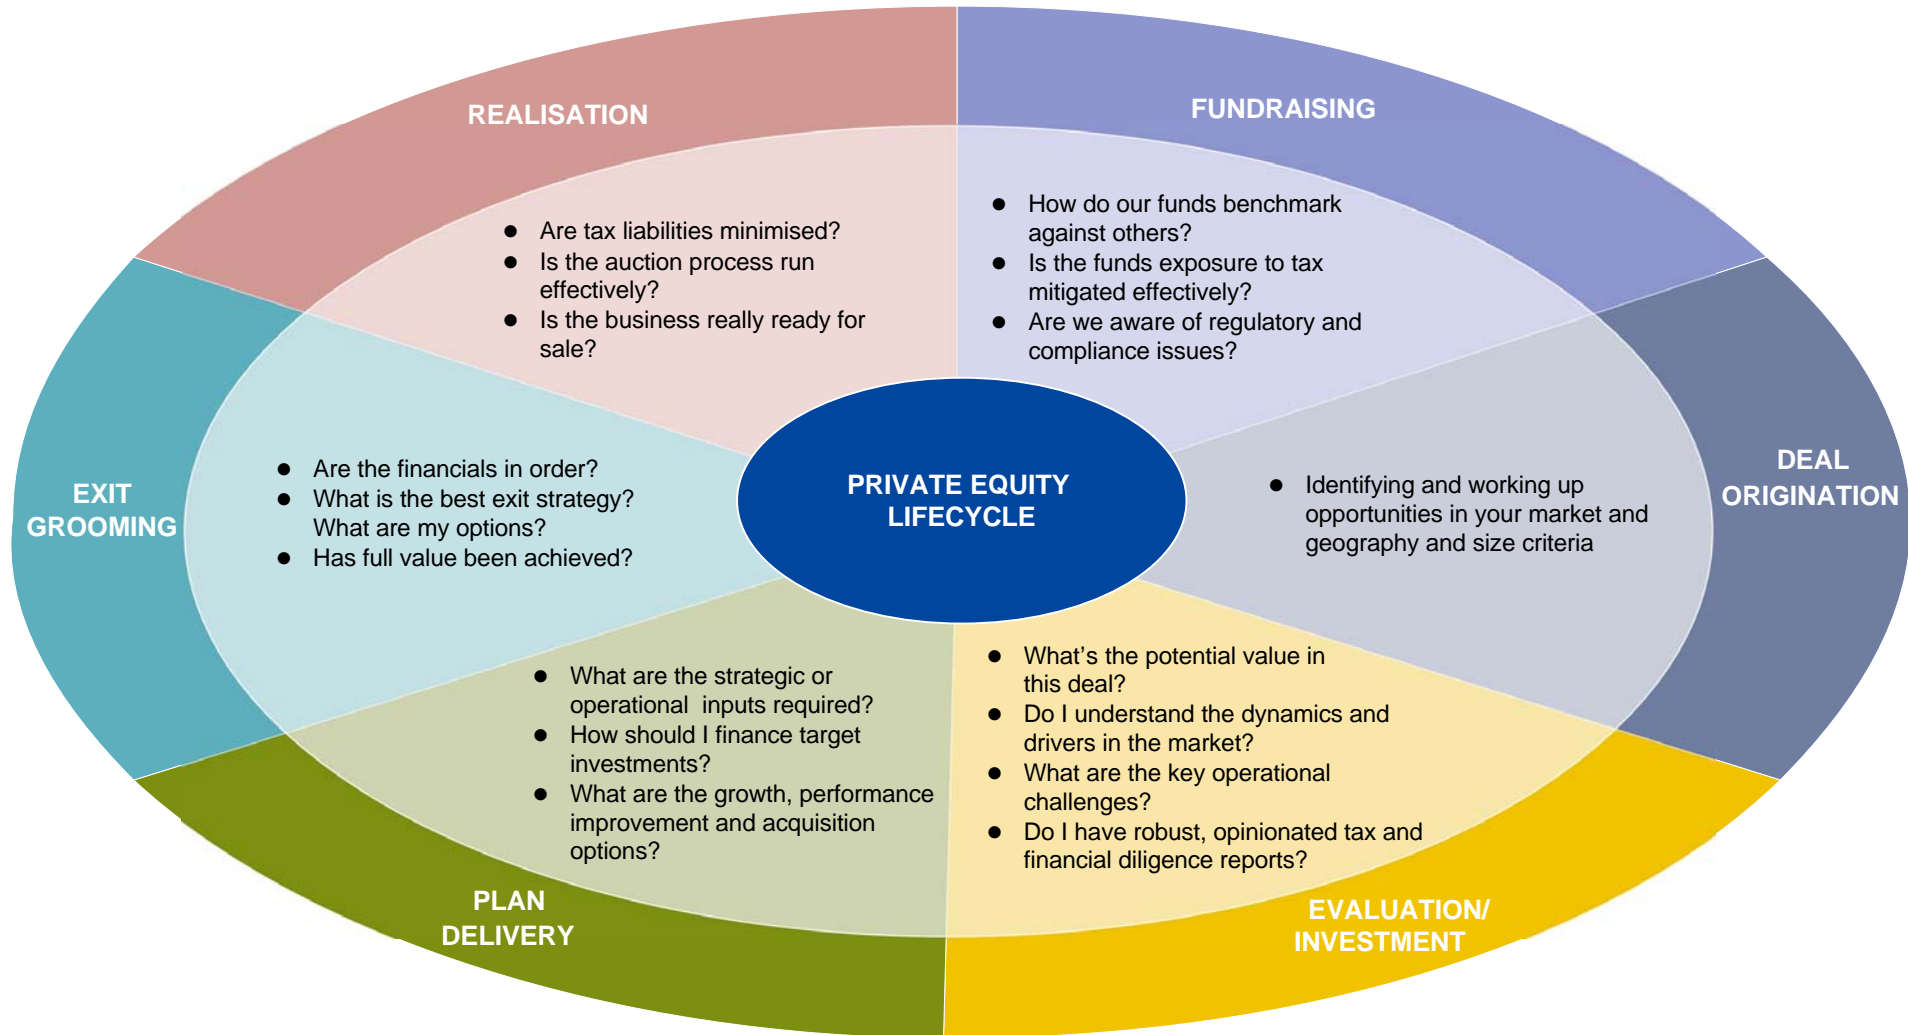 REALISATION
● Are tax liabilities minimised?
● Is the auction process run
effectively?
● Is the business really ready for
sale?
FUNDRAISING
● How do our funds benchmark
against others?
● Is the funds exposure to tax
mitigated effectively?
● Are we aware of regulatory and
compliance issues?
EXIT
GROOMING
● Are the financials in order?
● What is the best exit strategy?
What are my options?
● Has full value been achieved?
PRIVATE EQUITY
LIFECYCLE
● Identifying and working up
opportunities in your market and
geography and size criteria
DEAL
ORIGINATION
● What are the strategic or
operational  inputs required?
● How should I finance target
investments?
● What are the growth, performance
improvement and acquisition
options?
PLAN
DELIVERY
● What’s the potential value in
this deal?
● Do I understand the dynamics and
drivers in the market?
● What are the key operational
challenges?
● Do I have robust, opinionated tax and
financial diligence reports?
EVALUATION/
INVESTMENT